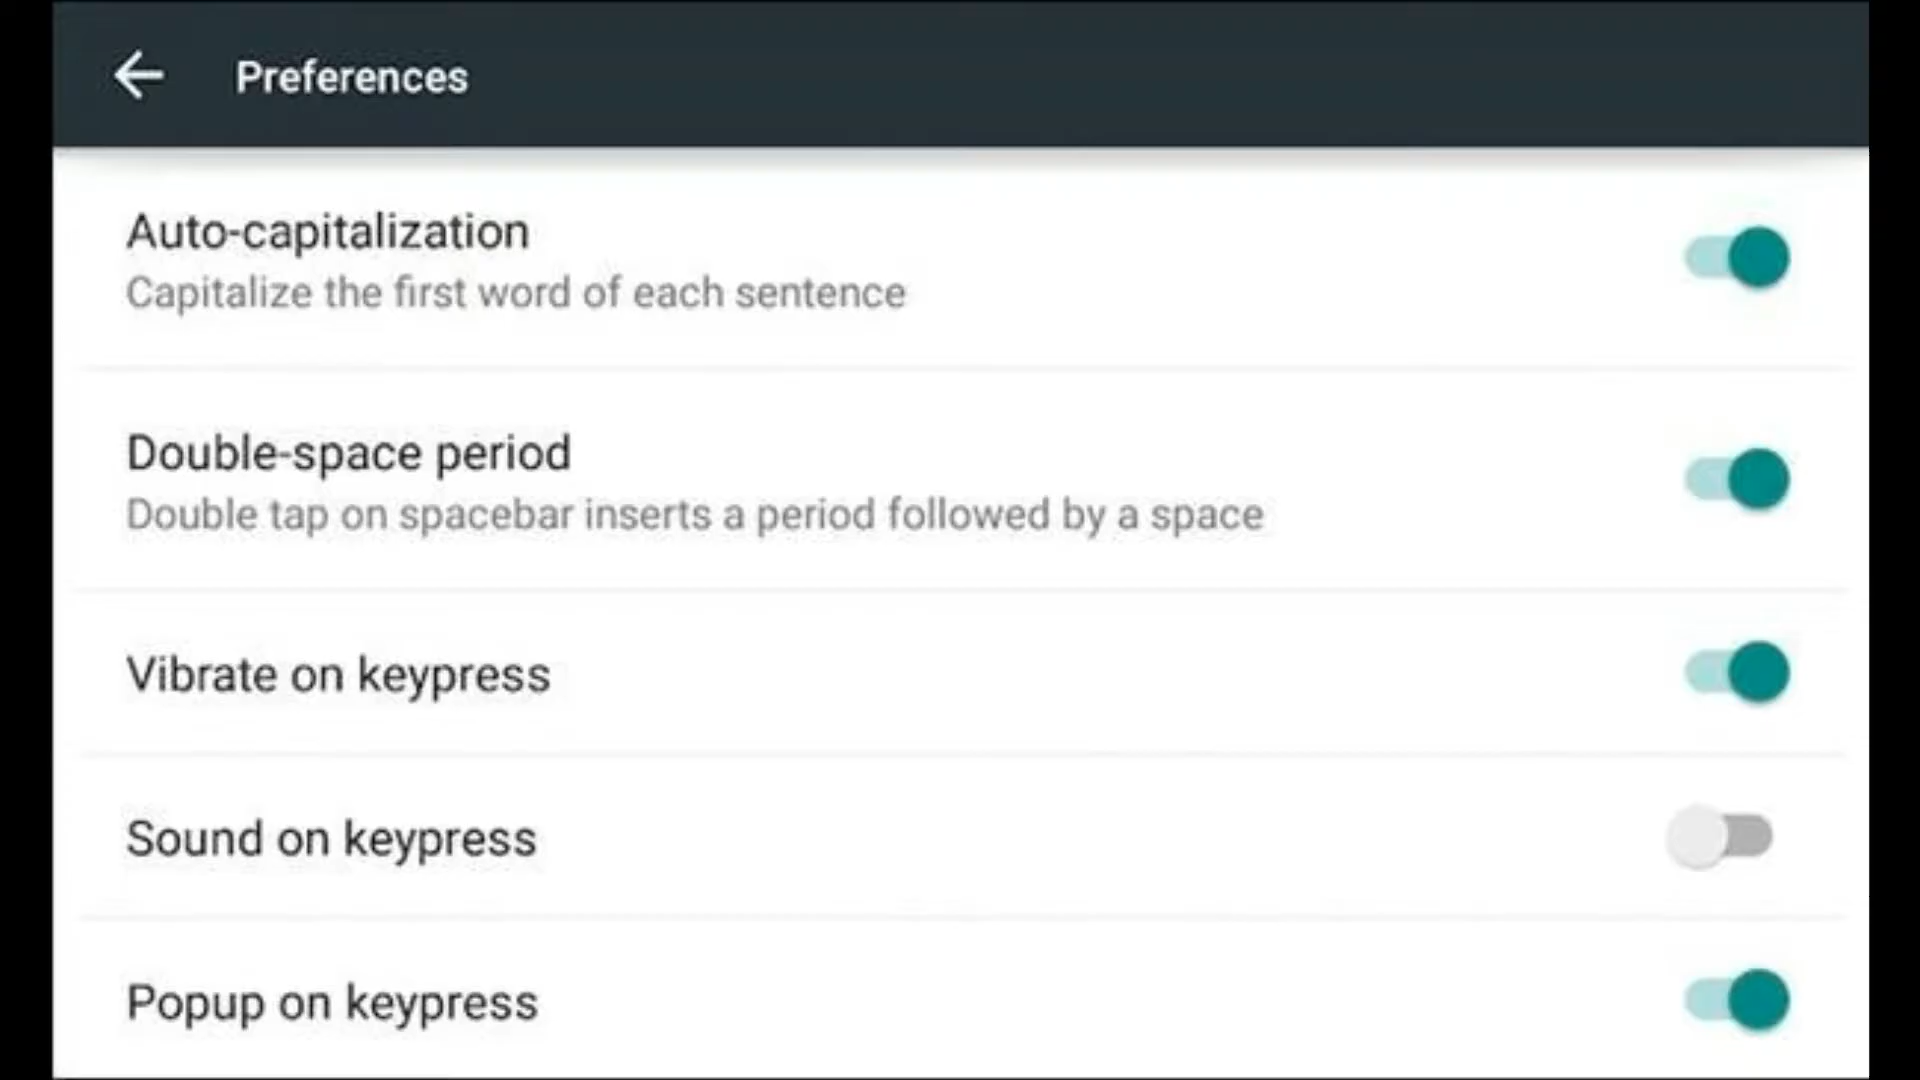 Preferences
Auto-capitalization
Capitalize the first word of each sentence
Double-space period
Double tap on spacebar inserts a period followed by a space
Vibrate on keypress
Sound on keypress
Popup on keypress